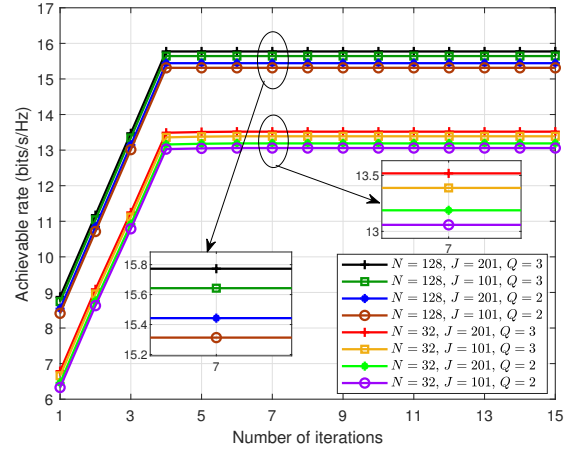 17
16
15
14
13
12
11
10
9
8
7
6
Achievable rate (bits/s/Hz)
1
3
5
7
9
11
13
15
Number of iterations
13.5
13
7
15.8
15.6
15.4
15.2
7
N = 128, J = 201, Q = 3
N = 128, J = 101, Q = 3
N = 128, J = 201, Q = 2
N = 128, J = 101, Q = 2
N = 32, J = 201, Q = 3
N = 32, J = 101, Q = 3
N = 32, J = 201, Q = 2
N = 32, J = 101, Q = 2